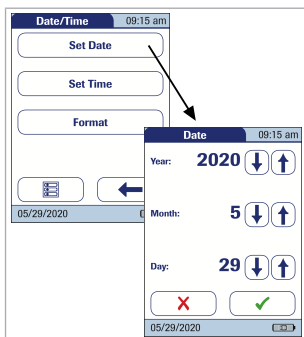 Date/Time 09:15 am
Set Date
Set Time
Format
05/29/2020
Date 09:15 am
Year: 2020
Month: 5
Day: 29
05/29/2020